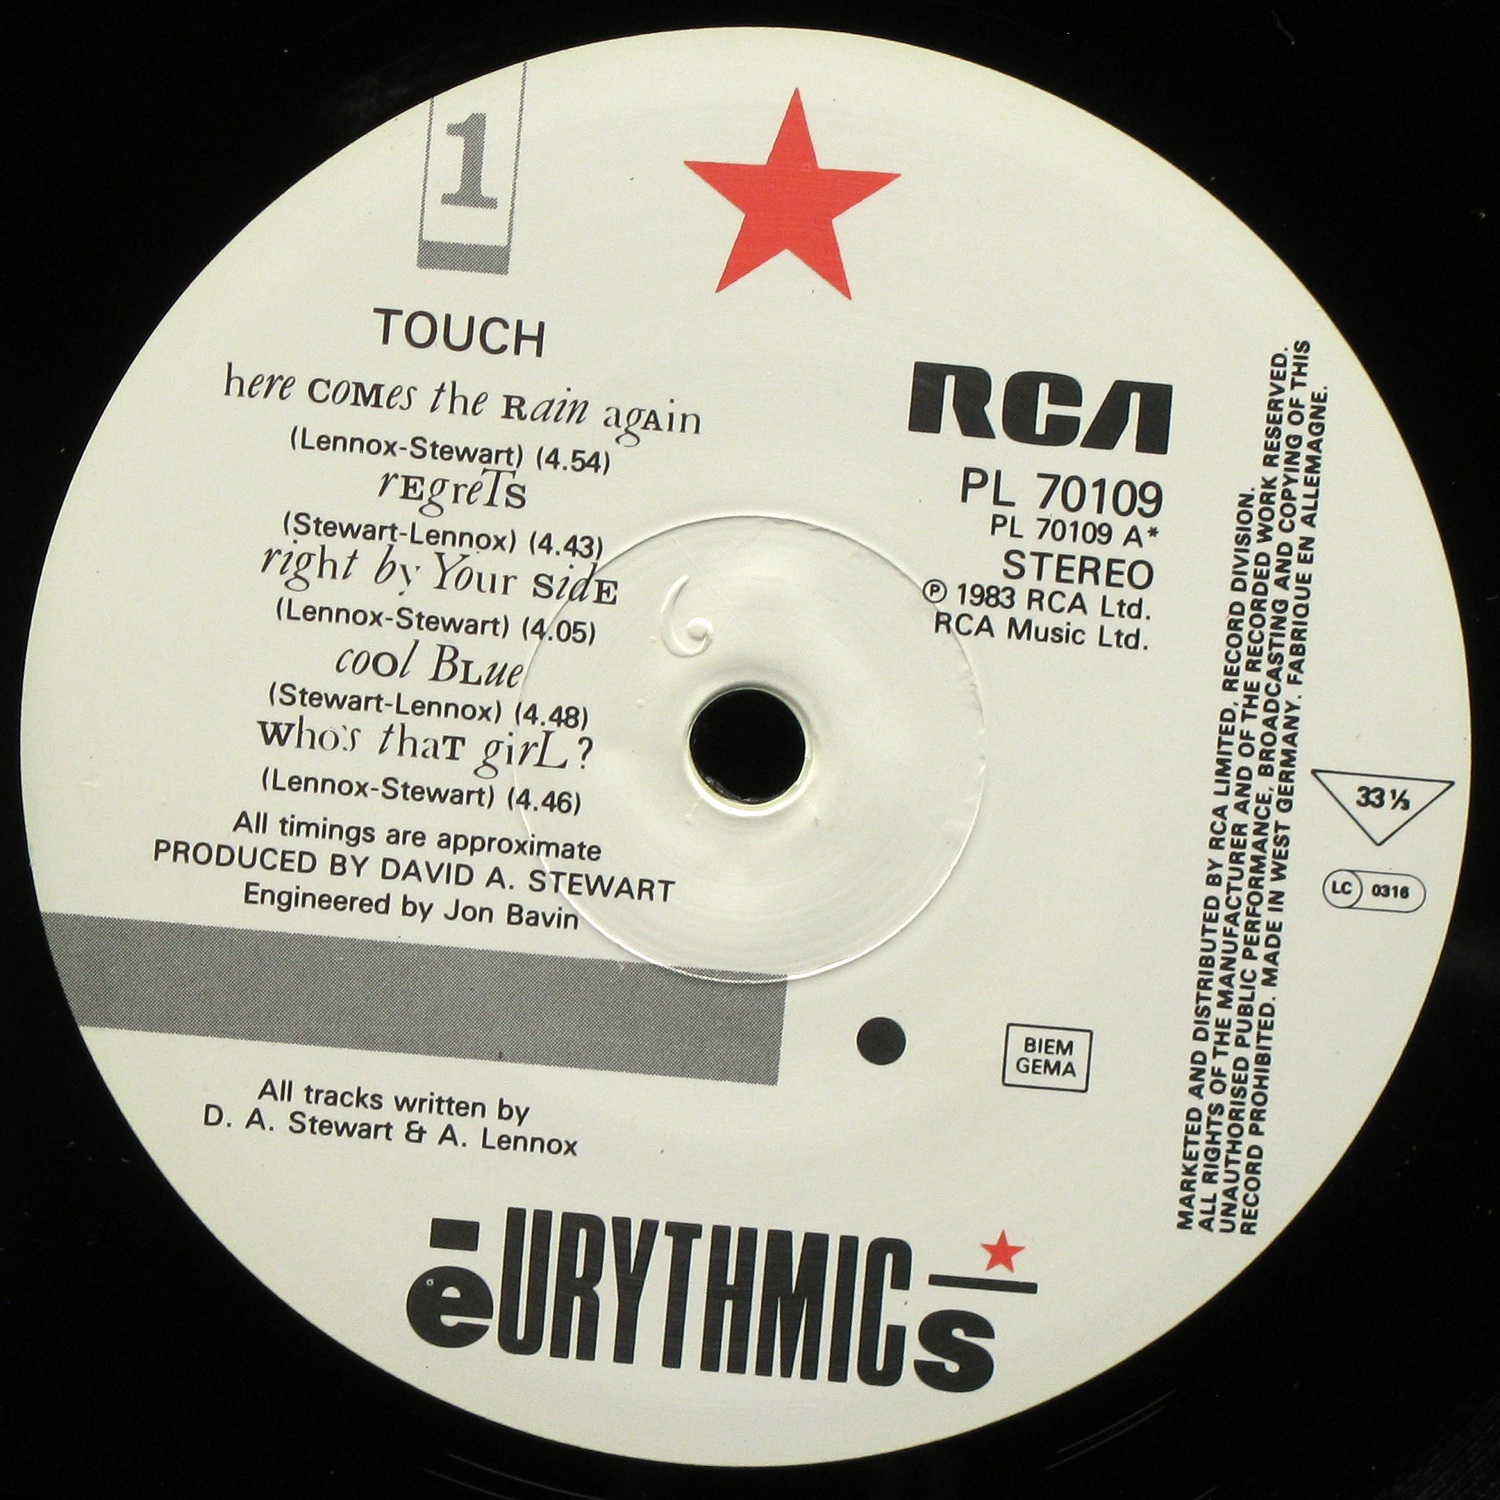 1
TOUCH
here COMes the Rain agAin
(Lennox-Stewart) (4.54)
rEgreTs
(Stewart-Lennox) (4.43)
right by Your sidE
(Lennox-Stewart) (4.05)
cOol BLue
(Stewart-Lennox) (4.48)
Who's thaT girL?
(Lennox-Stewart) (4.46)
All timings are approximate
PRODUCED BY DAVID A. STEWART
Engineered by Jon Bavin
All tracks written by
D. A. Stewart & A. Lennox
RCA
PL 70109
PL 70109 A*
STEREO
℗ 1983 RCA Ltd.
RCA Music Ltd.
MARKETED AND DISTRIBUTED BY RCA LIMITED, RECORD DIVISION.
ALL RIGHTS OF THE MANUFACTURER AND OF THE RECORDED WORK RESERVED.
UNAUTHORISED PUBLIC PERFORMANCE, BROADCASTING AND COPYING OF THIS
RECORD PROHIBITED. MADE IN WEST GERMANY. FABRIQUE EN ALLEMAGNE.
33⅓
LC 0316
BIEM
GEMA
ēURYTHMICs